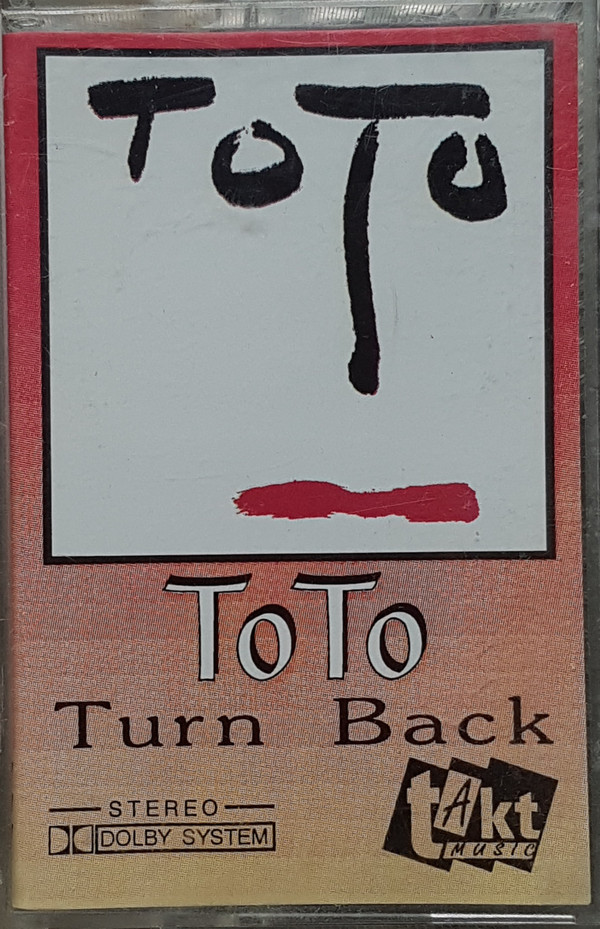 ToTo
ToTo
Turn Back
STEREO
DOLBY SYSTEM
tAkt
MUSIC